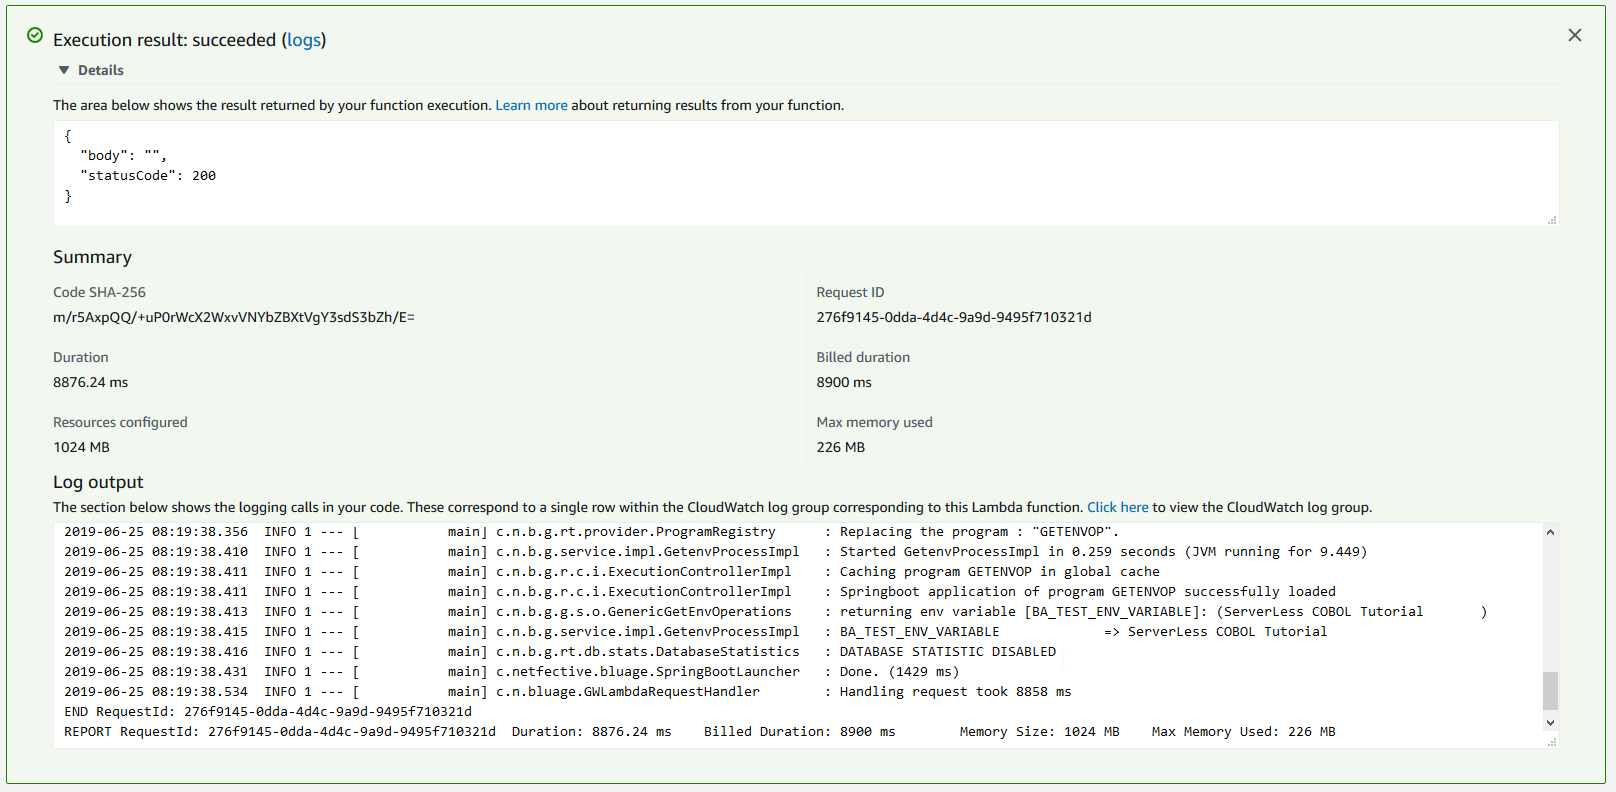 Execution result: succeeded (logs)
Details
The area below shows the result returned by your function execution. Learn more about returning results from your function.
{
  "body": "",
  "statusCode": 200
}
Summary
Code SHA-256
m/r5AxpQQ/+uP0rWcX2WxvVNYbZBXtVgY3sdS3bZh/E=
Request ID
276f9145-0dda-4d4c-9a9d-9495f710321d
Duration
8876.24 ms
Billed duration
8900 ms
Resources configured
1024 MB
Max memory used
226 MB
Log output
The section below shows the logging calls in your code. These correspond to a single row within the CloudWatch log group corresponding to this Lambda function. Click here to view the CloudWatch log group.
2019-06-25 08:19:38.356  INFO 1 --- [           main] c.n.b.g.rt.provider.ProgramRegistry      : Replacing the program : "GETENVOP".
2019-06-25 08:19:38.410  INFO 1 --- [           main] c.n.b.g.service.impl.GetenvProcessImpl   : Started GetenvProcessImpl in 0.259 seconds (JVM running for 9.449)
2019-06-25 08:19:38.411  INFO 1 --- [           main] c.n.b.g.r.c.i.ExecutionControllerImpl    : Caching program GETENVOP in global cache
2019-06-25 08:19:38.411  INFO 1 --- [           main] c.n.b.g.r.c.i.ExecutionControllerImpl    : Springboot application of program GETENVOP successfully loaded
2019-06-25 08:19:38.413  INFO 1 --- [           main] c.n.b.g.g.s.o.GenericGetEnvOperations    : returning env variable [BA_TEST_ENV_VARIABLE]: (ServerLess COBOL Tutorial       )
2019-06-25 08:19:38.415  INFO 1 --- [           main] c.n.b.g.service.impl.GetenvProcessImpl   : BA_TEST_ENV_VARIABLE             => ServerLess COBOL Tutorial
2019-06-25 08:19:38.416  INFO 1 --- [           main] c.n.b.g.rt.db.stats.DatabaseStatistics   : DATABASE STATISTIC DISABLED
2019-06-25 08:19:38.431  INFO 1 --- [           main] c.netfective.bluage.SpringBootLauncher   : Done. (1429 ms)
2019-06-25 08:19:38.534  INFO 1 --- [           main] c.n.bluage.GWLambdaRequestHandler        : Handling request took 8858 ms
END RequestId: 276f9145-0dda-4d4c-9a9d-9495f710321d
REPORT RequestId: 276f9145-0dda-4d4c-9a9d-9495f710321d  Duration: 8876.24 ms    Billed Duration: 8900 ms        Memory Size: 1024 MB    Max Memory Used: 226 MB